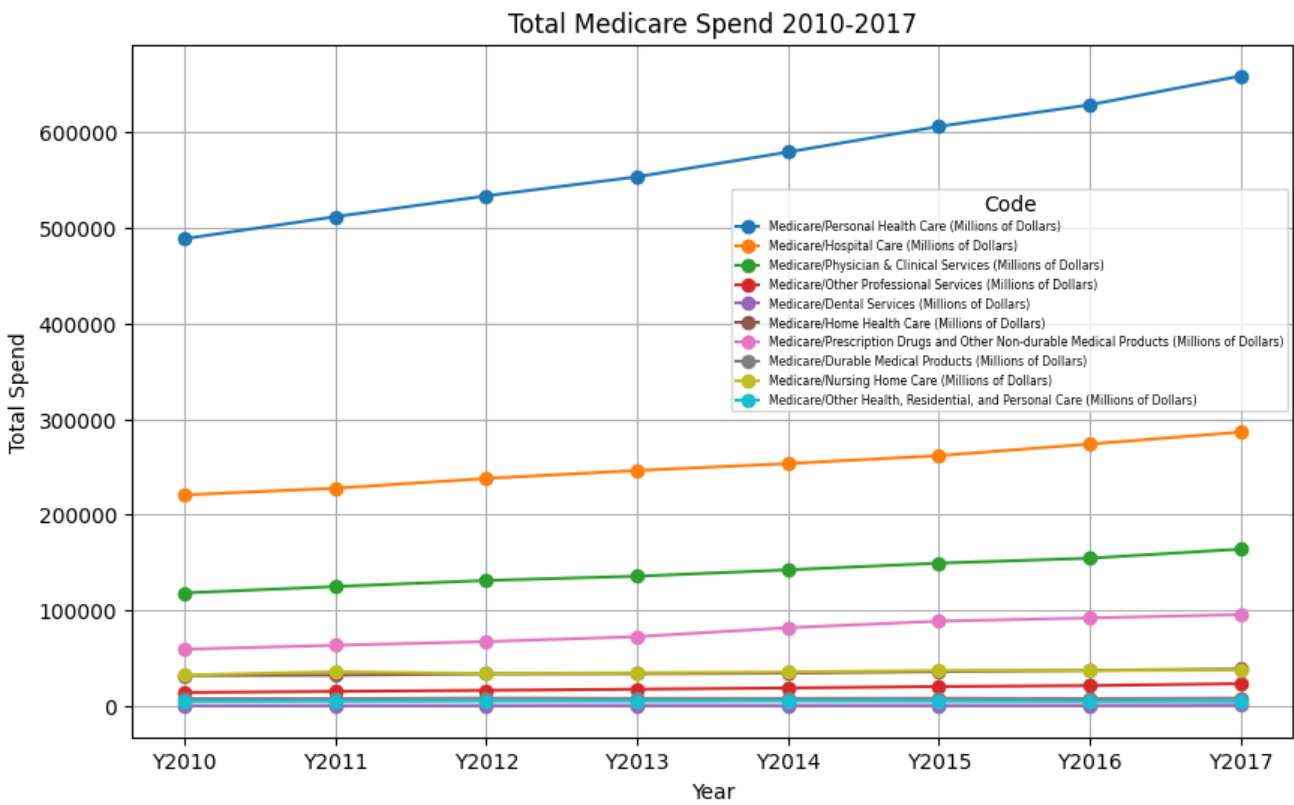 Total Medicare Spend 2010-2017
Total Spend
600000
500000
400000
300000
200000
100000
0
Code
Medicare/Personal Health Care (Millions of Dollars)
Medicare/Hospital Care (Millions of Dollars)
Medicare/Physician & Clinical Services (Millions of Dollars)
Medicare/Other Professional Services (Millions of Dollars)
Medicare/Dental Services (Millions of Dollars)
Medicare/Home Health Care (Millions of Dollars)
Medicare/Prescription Drugs and Other Non-durable Medical Products (Millions of Dollars)
Medicare/Durable Medical Products (Millions of Dollars)
Medicare/Nursing Home Care (Millions of Dollars)
Medicare/Other Health, Residential, and Personal Care (Millions of Dollars)
Y2010 Y2011 Y2012 Y2013 Y2014 Y2015 Y2016 Y2017
Year